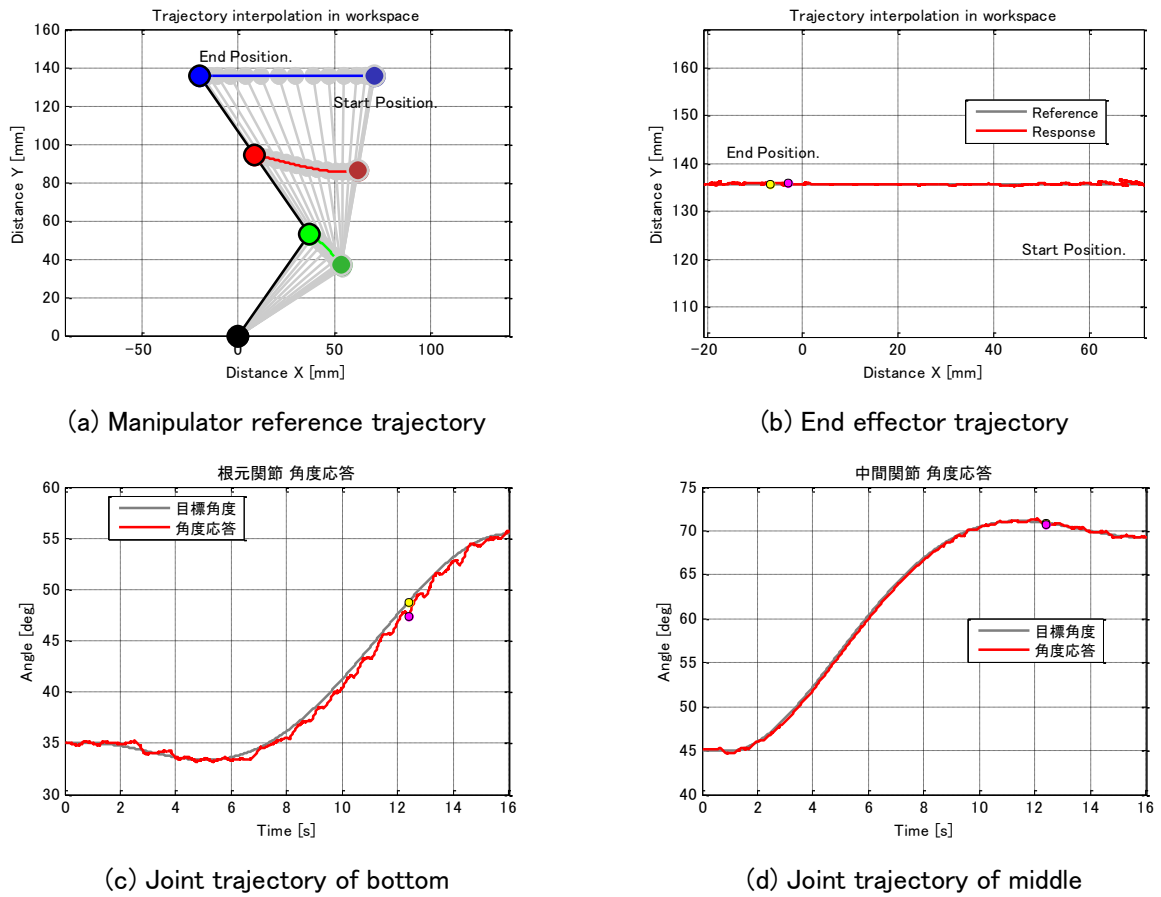 Trajectory interpolation in workspace
160
140
120
100
80
60
40
20
0
Distance Y [mm]
End Position.
Start Position.
−50
0
50
100
Distance X [mm]
(a) Manipulator reference trajectory
Trajectory interpolation in workspace
160
150
140
130
120
110
Distance Y [mm]
Reference
Response
End Position.
Start Position.
−20
0
20
40
60
Distance X [mm]
(b) End effector trajectory
根元関節 角度応答
60
55
50
45
40
35
30
Angle [deg]
目標角度
角度応答
0 2 4 6 8 10 12 14 16
Time [s]
(c) Joint trajectory of bottom
中間関節 角度応答
75
70
65
60
55
50
45
40
Angle [deg]
目標角度
角度応答
0 2 4 6 8 10 12 14 16
Time [s]
(d) Joint trajectory of middle